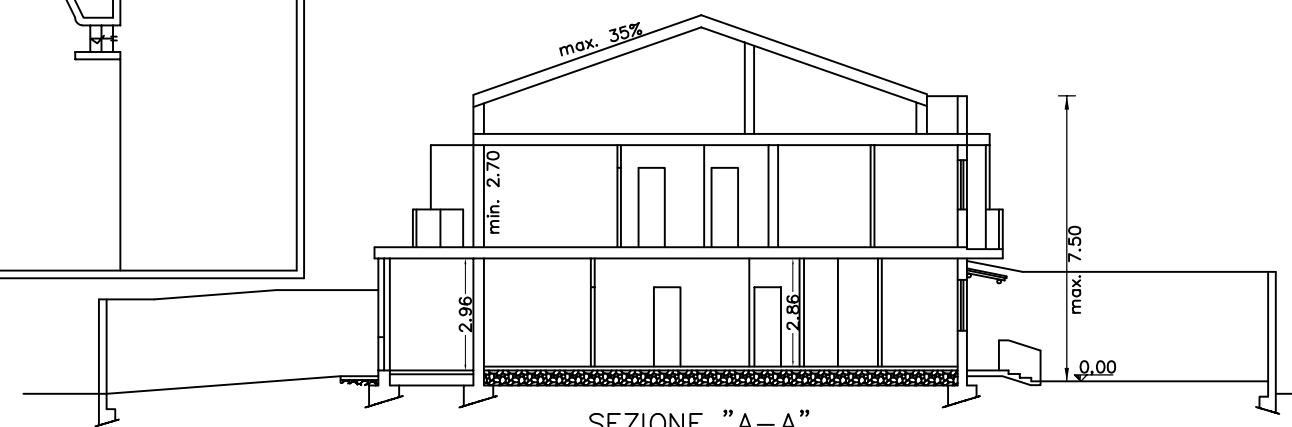 max. 35%
min. 2.70
max. 7.50
2.96
2.86
0,00
SEZIONE "A-A"